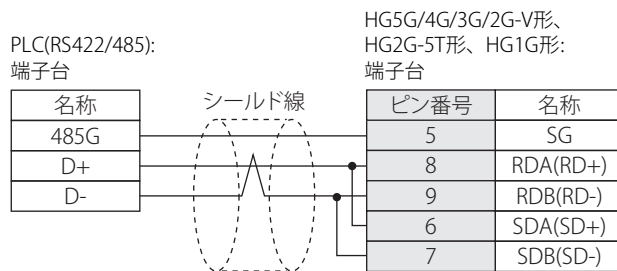 HG5G/4G/3G/2G-V形、
HG2G-5T形、HG1G形:
端子台
PLC(RS422/485):
端子台
名称 シールド線 ピン番号 名称
485G 5 SG
D+ 8 RDA(RD+)
D- 9 RDB(RD-)
6 SDA(SD+)
7 SDB(SD-)